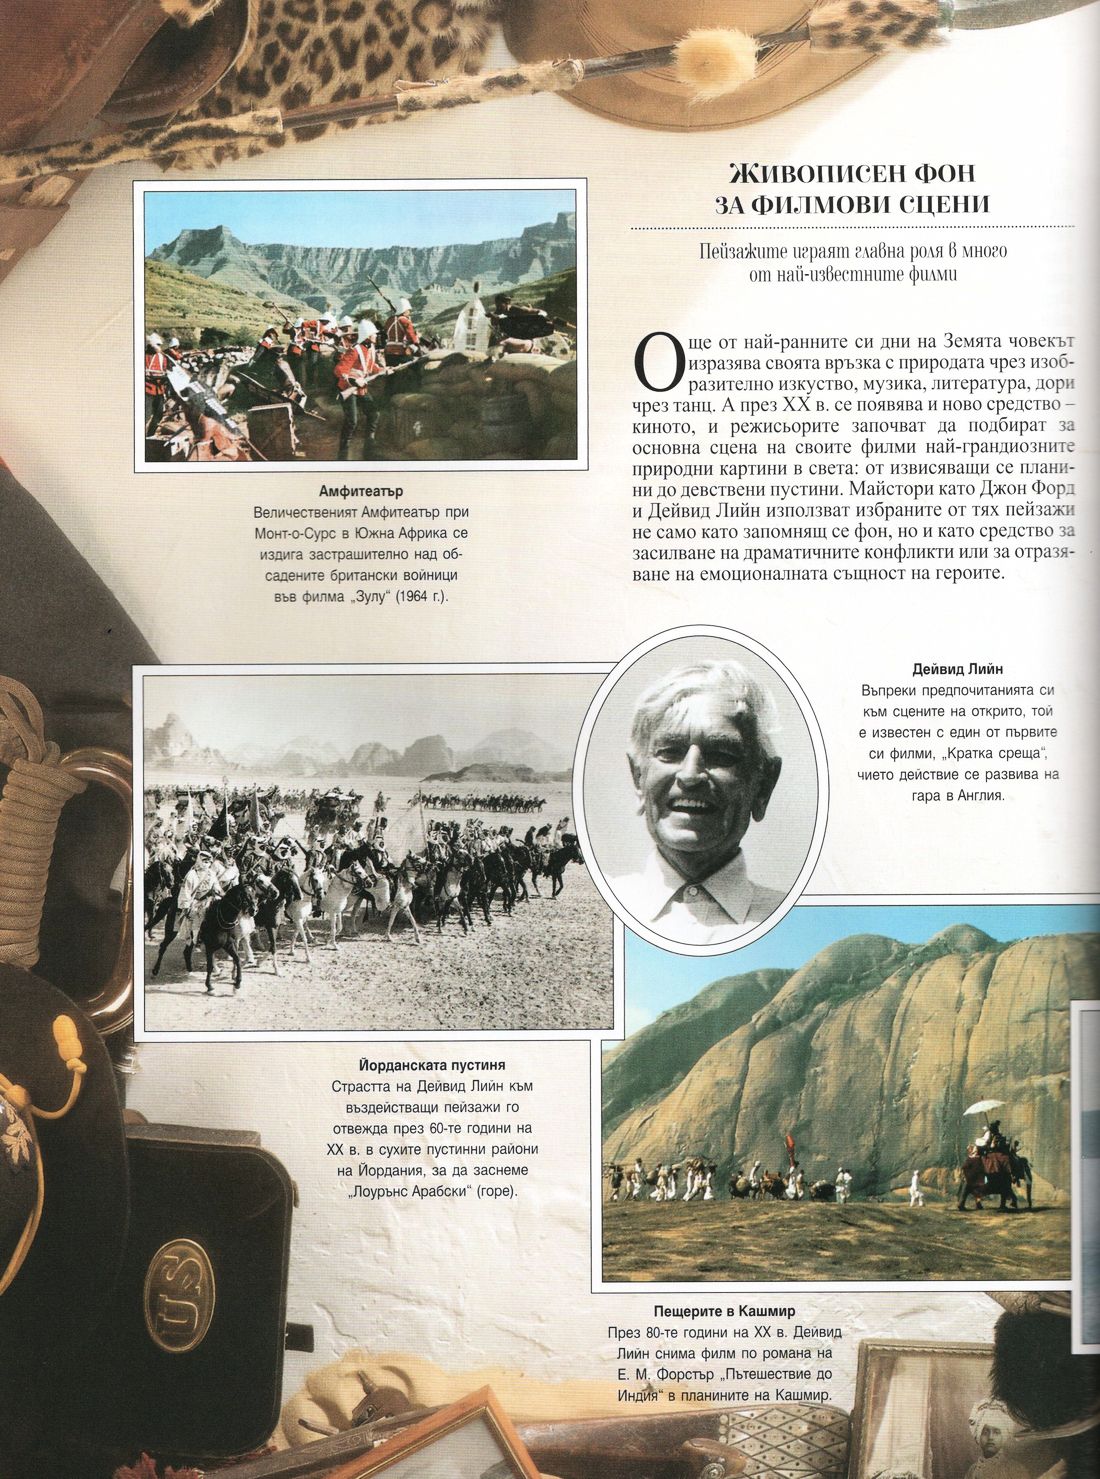 ЖИВОПИСЕН ФОН
ЗА ФИЛМОВИ СЦЕНИ
Пейзажите играят главна роля в много
от най-известните филми
Още от най-ранните си дни на Земята човекът
изразява своята връзка с природата чрез изоб-
разително изкуство, музика, литература, дори
чрез танц. А през XX в. се появява и ново средство –
киното, и режисьорите започват да подбират за
основна сцена на своите филми най-грандиозните
природни картини в света: от извисяващи се плани-
ни до девствени пустини. Майстори като Джон Форд
и Дейвид Лийн използват избраните от тях пейзажи
не само като запомнящ се фон, но и като средство за
засилване на драматичните конфликти или за отразя-
ване на емоционалната същност на героите.
Амфитеатър
Величественият Амфитеатър при
Монт-о-Сурс в Южна Африка се
издига застрашително над об-
садените британски войници
във филма „Зулу“ (1964 г.).
Дейвид Лийн
Въпреки предпочитанията си
към сцените на открито, той
е известен с един от първите
си филми, „Кратка среща“,
чието действие се развива на
гара в Англия.
Йорданската пустиня
Страстта на Дейвид Лийн към
въздействащи пейзажи го
отвежда през 60-те години на
XX в. в сухите пустинни райони
на Йордания, за да заснеме
„Лоурънс Арабски“ (горе).
Пещерите в Кашмир
През 80-те години на XX в. Дейвид
Лийн снима филм по романа на
Е. М. Форстър „Пътешествие до
Индия“ в планините на Кашмир.
US